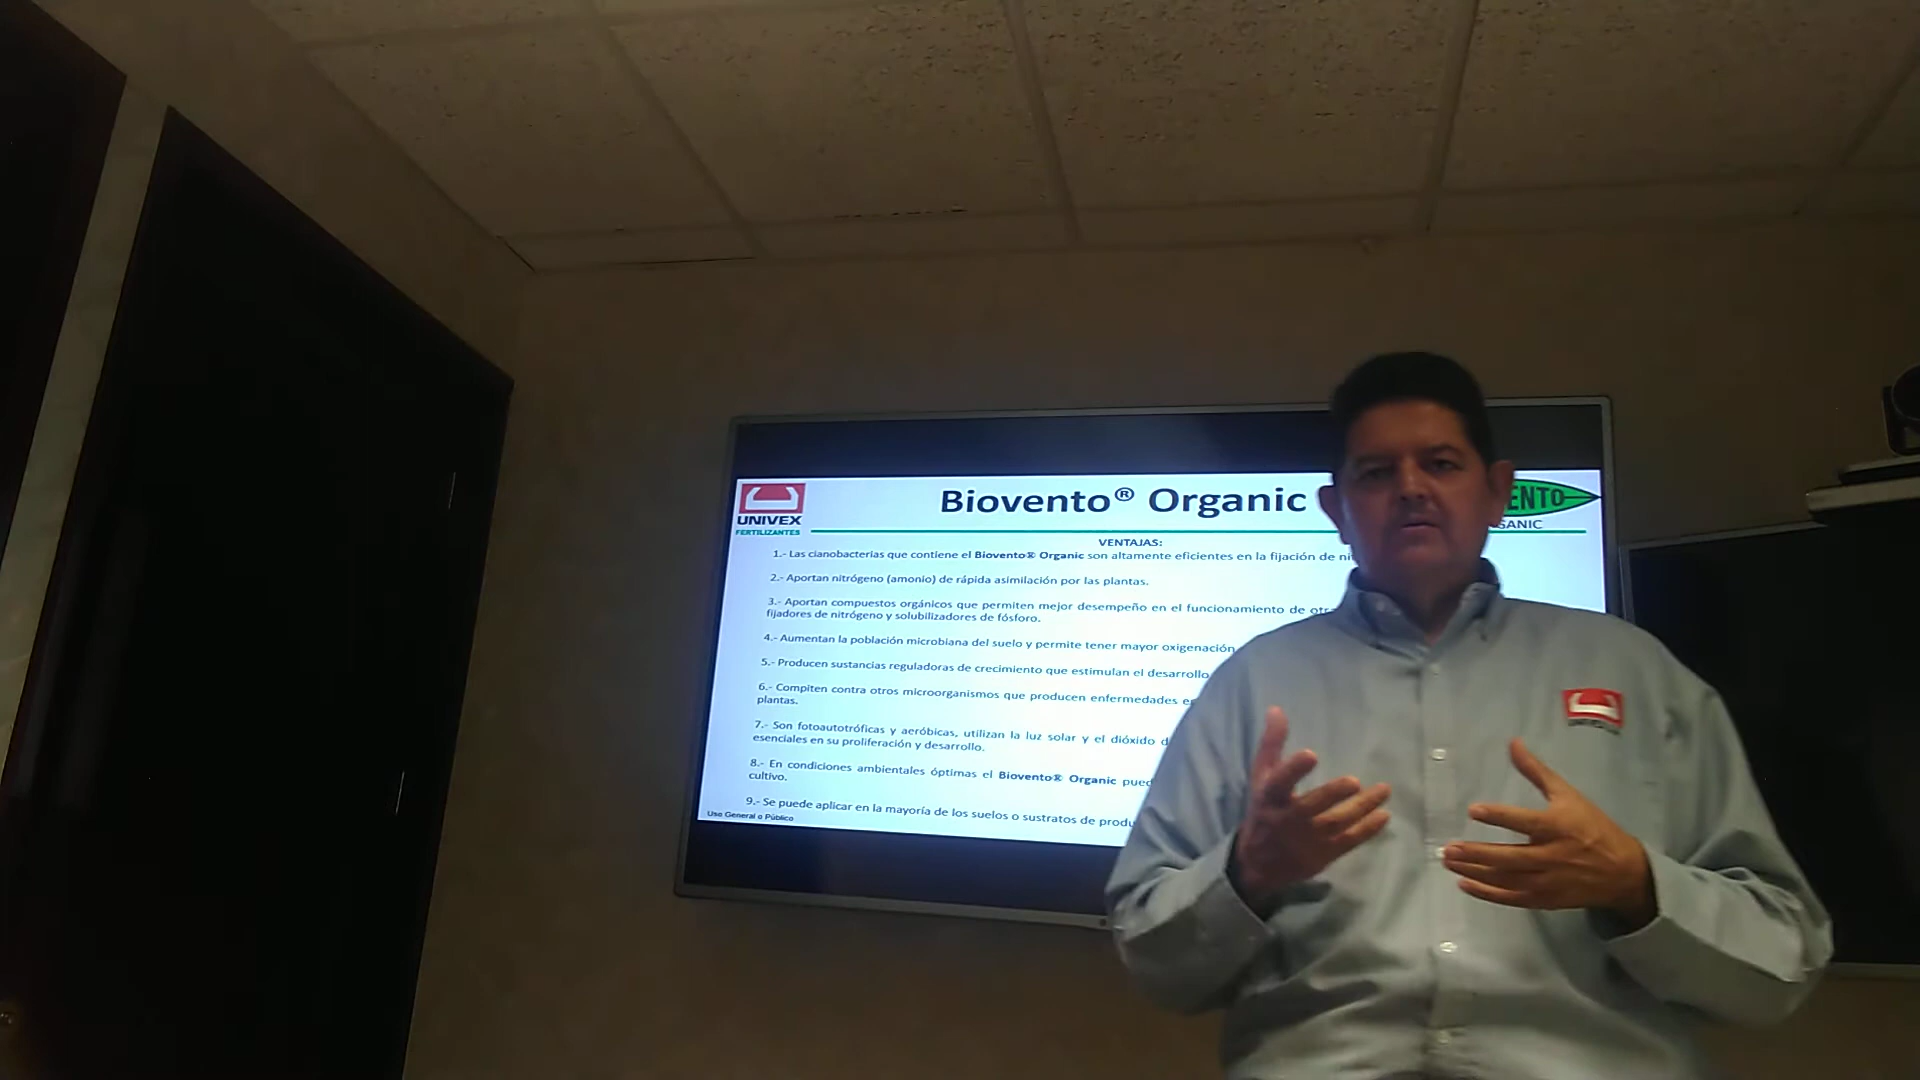 UNIVEX
FERTILIZANTES
Biovento® Organic
ENTO
GANIC
VENTAJAS:
1.- Las cianobacterias que contiene el Biovento® Organic son altamente eficientes en la fijación de
2.- Aportan nitrógeno (amonio) de rápida asimilación por las plantas.
3.- Aportan compuestos orgánicos que permiten mejor desempeño en el funcionamiento de
fijadores de nitrógeno y solubilizadores de fósforo.
4.- Aumentan la población microbiana del suelo y permite tener mayor oxigenación
5.- Producen sustancias reguladoras de crecimiento que estimulan el desarrollo
6.- Compiten contra otros microorganismos que producen enfermedades
plantas.
7.- Son fotoautotróficas y aeróbicas, utilizan la luz solar y el dióxido
esenciales en su proliferación y desarrollo.
8.- En condiciones ambientales óptimas el Biovento® Organic
cultivo.
9.- Se puede aplicar en la mayoría de los suelos o sustratos de
Uso General o Público
UNIVEX